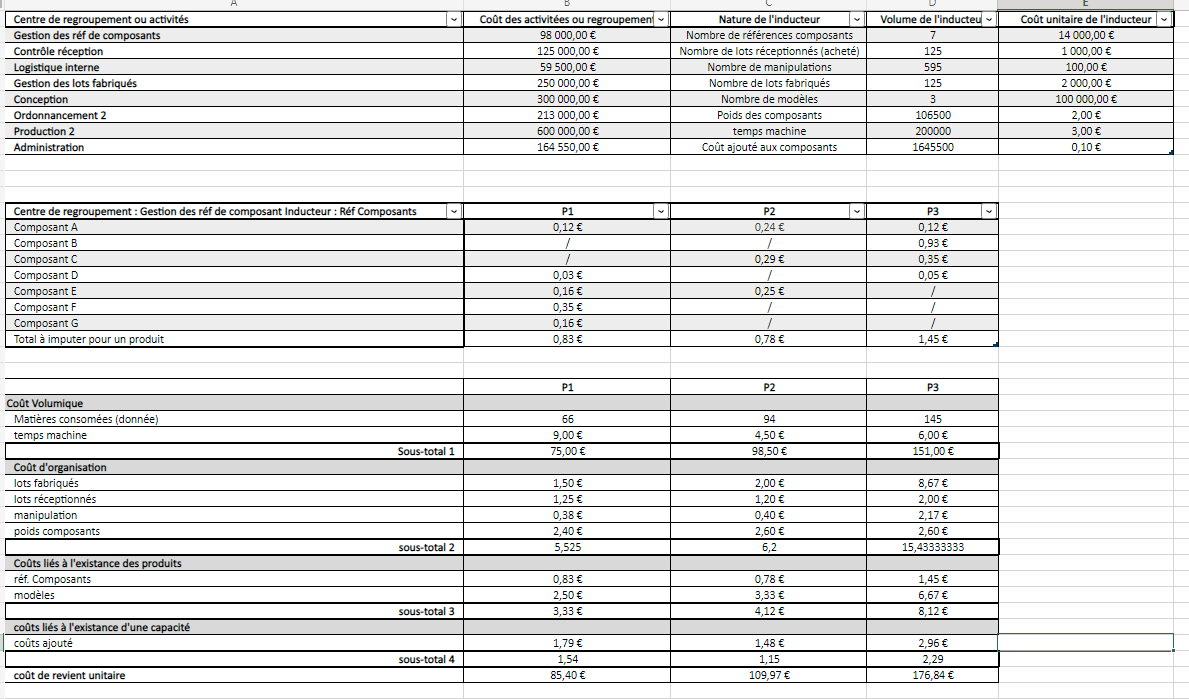 A B C D E
Centre de regroupement ou activités Coût des activitées ou regroupement Nature de l'inducteur Volume de l'inducteu Coût unitaire de l'inducteur
Gestion des réf de composants 98 000,00 € Nombre de références composants 7 14 000,00 €
Contrôle réception 125 000,00 € Nombre de lots réceptionnés (acheté) 125 1 000,00 €
Logistique interne 59 500,00 € Nombre de manipulations 595 100,00 €
Gestion des lots fabriqués 250 000,00 € Nombre de lots fabriqués 125 2 000,00 €
Conception 300 000,00 € Nombre de modèles 3 100 000,00 €
Ordonnancement 2 213 000,00 € Poids des composants 106500 2,00 €
Production 2 600 000,00 € temps machine 200000 3,00 €
Administration 164 550,00 € Coût ajouté aux composants 1645500 0,10 €
Centre de regroupement : Gestion des réf de composant Inducteur : Réf Composants P1 P2 P3
Composant A 0,12 € 0,24 € 0,12 €
Composant B / / 0,93 €
Composant C / 0,29 € 0,35 €
Composant D 0,03 € / 0,05 €
Composant E 0,16 € 0,25 € /
Composant F 0,35 € / /
Composant G 0,16 € / /
Total à imputer pour un produit 0,83 € 0,78 € 1,45 €
P1 P2 P3
Coût Volumique
Matières consomées (donnée) 66 94 145
temps machine 9,00 € 4,50 € 6,00 €
Sous-total 1 75,00 € 98,50 € 151,00 €
Coût d'organisation
lots fabriqués 1,50 € 2,00 € 8,67 €
lots réceptionnés 1,25 € 1,20 € 2,00 €
manipulation 0,38 € 0,40 € 2,17 €
poids composants 2,40 € 2,60 € 2,60 €
sous-total 2 5,525 6,2 15,43333333
Coûts liés à l'existance des produits
réf. Composants 0,83 € 0,78 € 1,45 €
modèles 2,50 € 3,33 € 6,67 €
sous-total 3 3,33 € 4,12 € 8,12 €
coûts liés à l'existance d'une capacité
coûts ajouté 1,79 € 1,48 € 2,96 €
sous-total 4 1,54 1,15 2,29
coût de revient unitaire 85,40 € 109,97 € 176,84 €